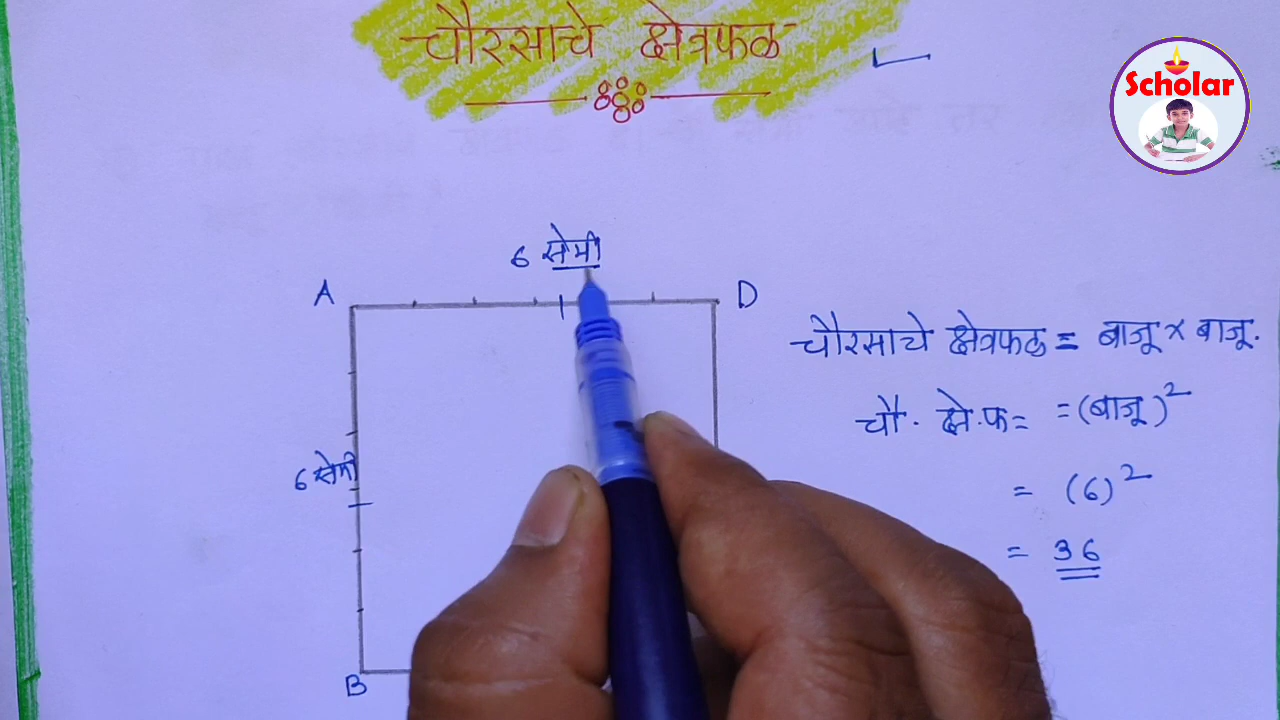 चौरसाचे क्षेत्रफळ
Scholar
6 सेमी
A
D
चौरसाचे क्षेत्रफळ = बाजू × बाजू.
चौ. क्षे.फ = = (बाजू)²
6 सेमी
= (6)²
= 36
B